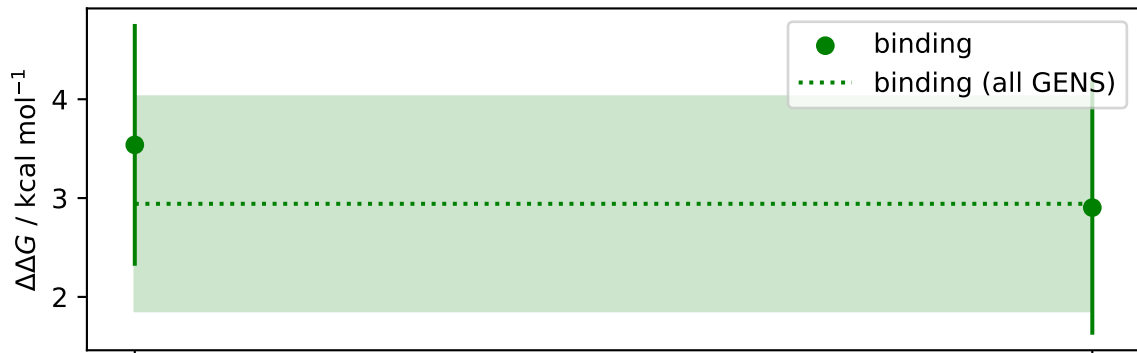 ΔΔG / kcal mol⁻¹
4
3
2
binding
binding (all GENS)